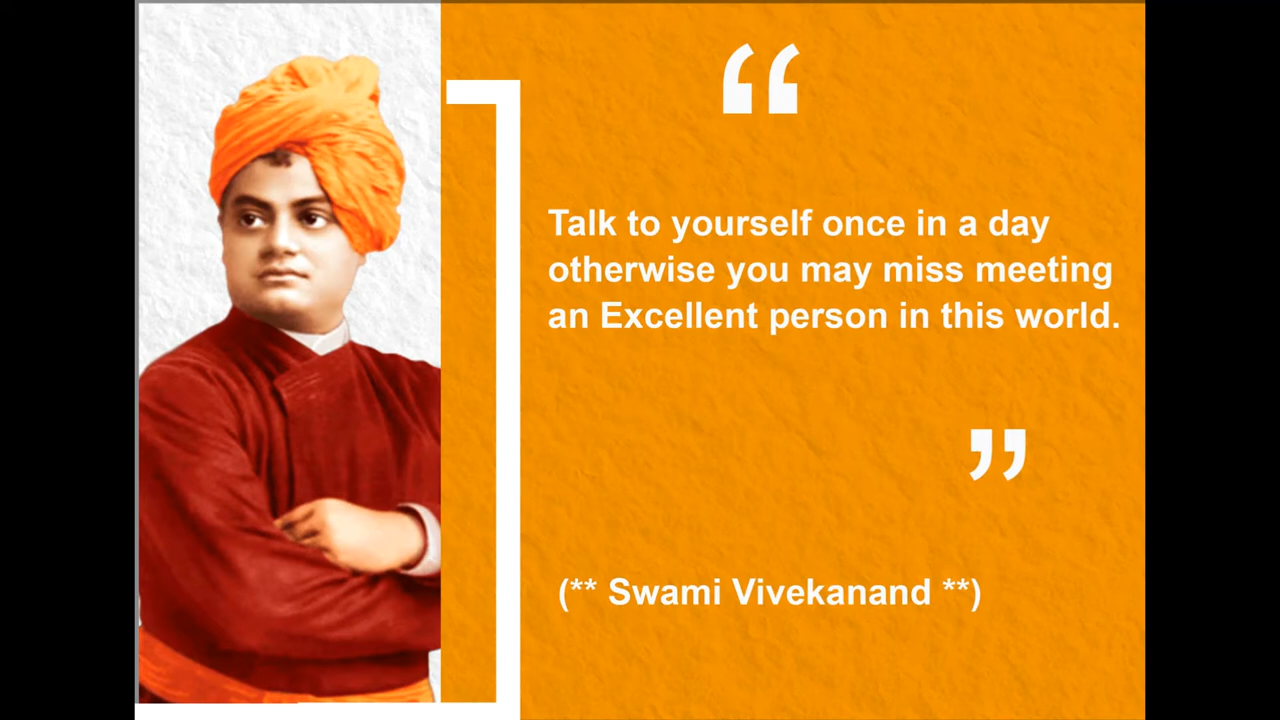 “
Talk to yourself once in a day
otherwise you may miss meeting
an Excellent person in this world.
”
(** Swami Vivekanand **)